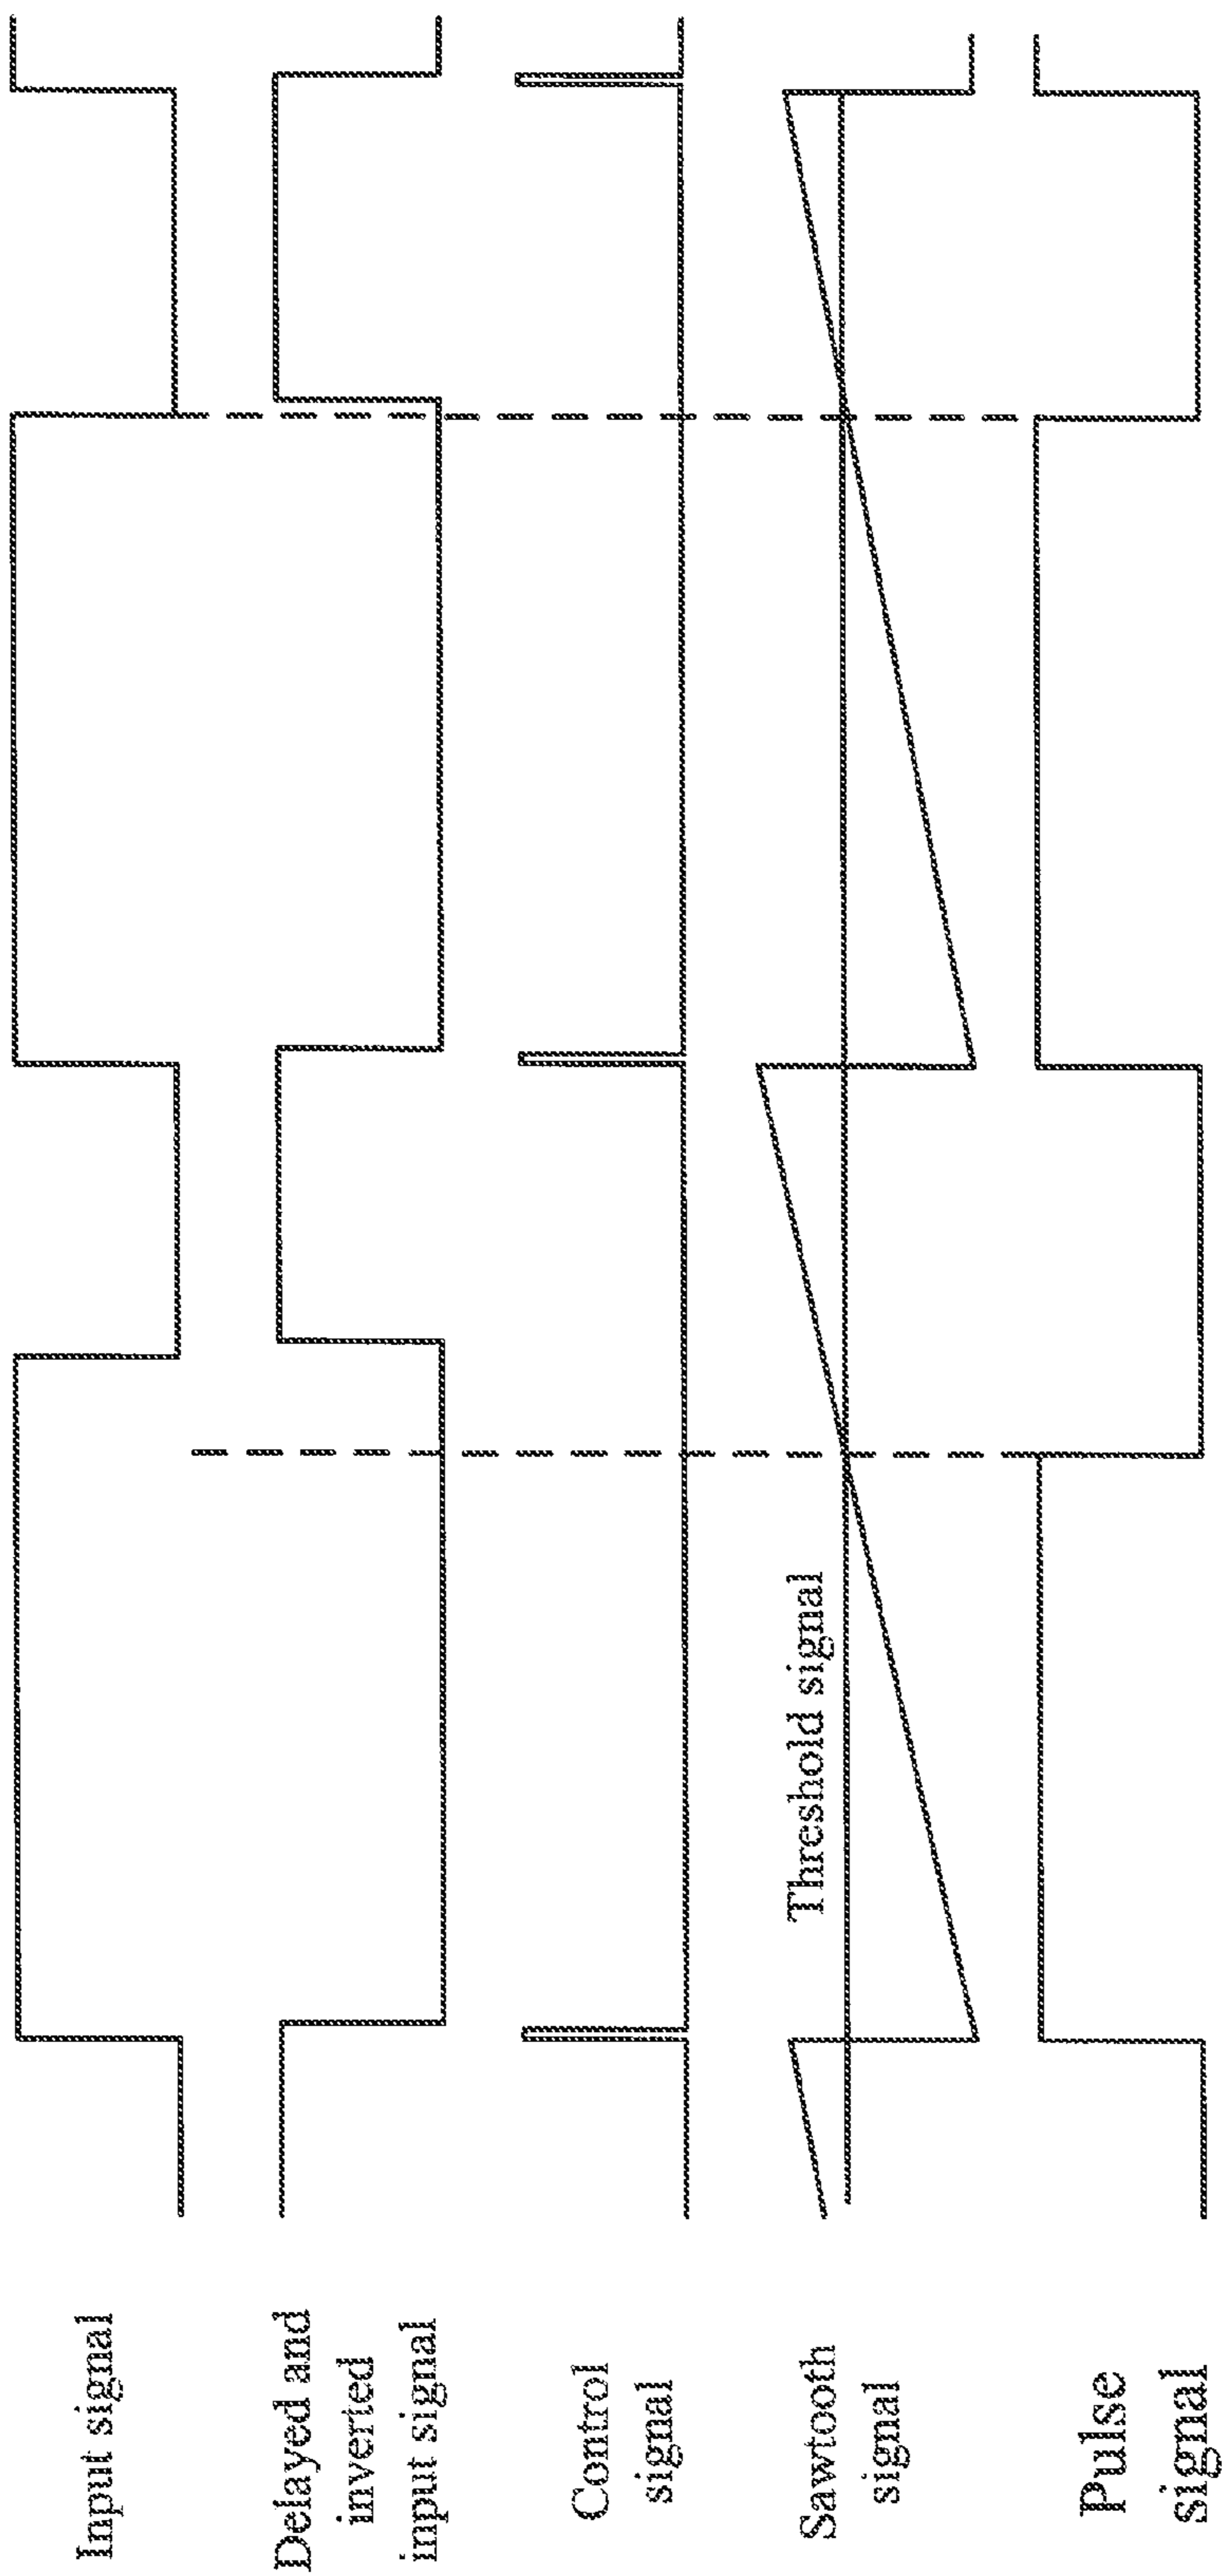 Input signal
Delayed and
inverted
input signal
Control
signal
Threshold signal
Sawtooth
signal
Pulse
signal